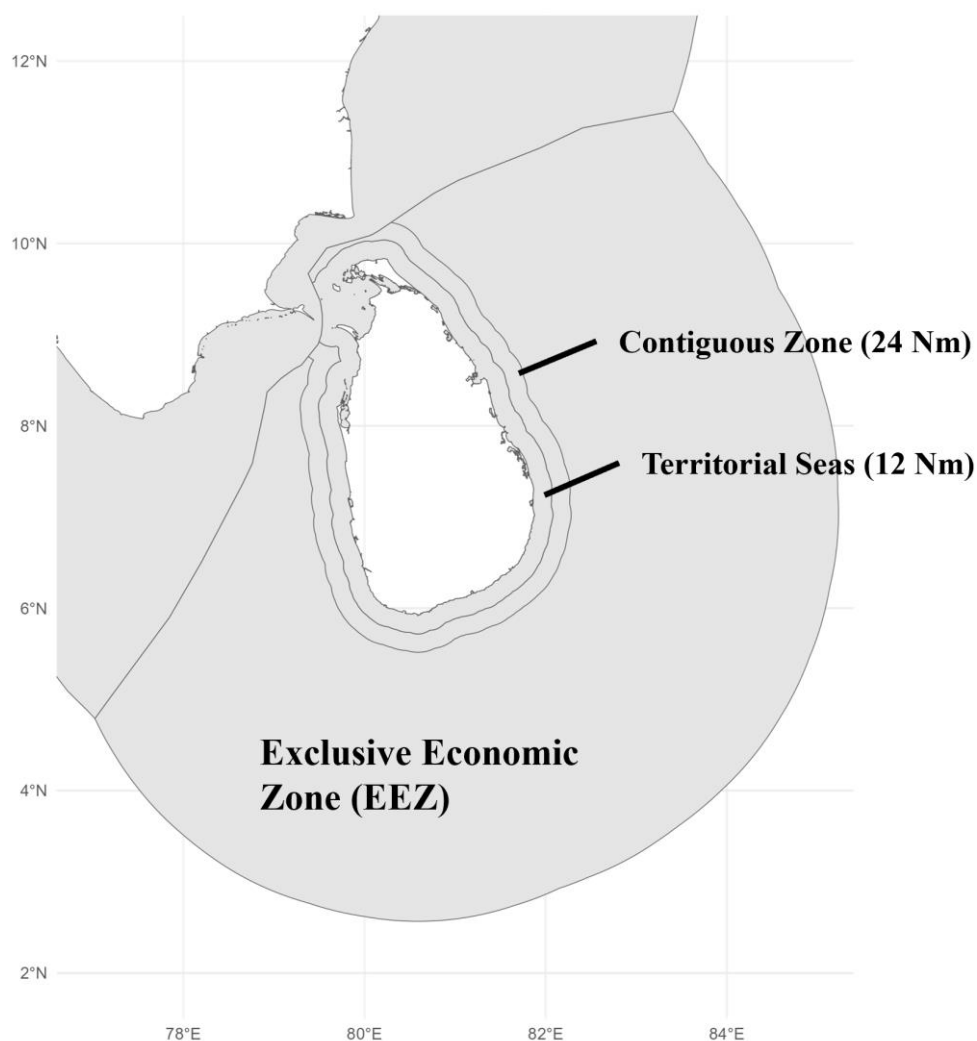 12°N
10°N
Contiguous Zone (24 Nm)
8°N
Territorial Seas (12 Nm)
6°N
Exclusive Economic
Zone (EEZ)
4°N
2°N
78°E
80°E
82°E
84°E